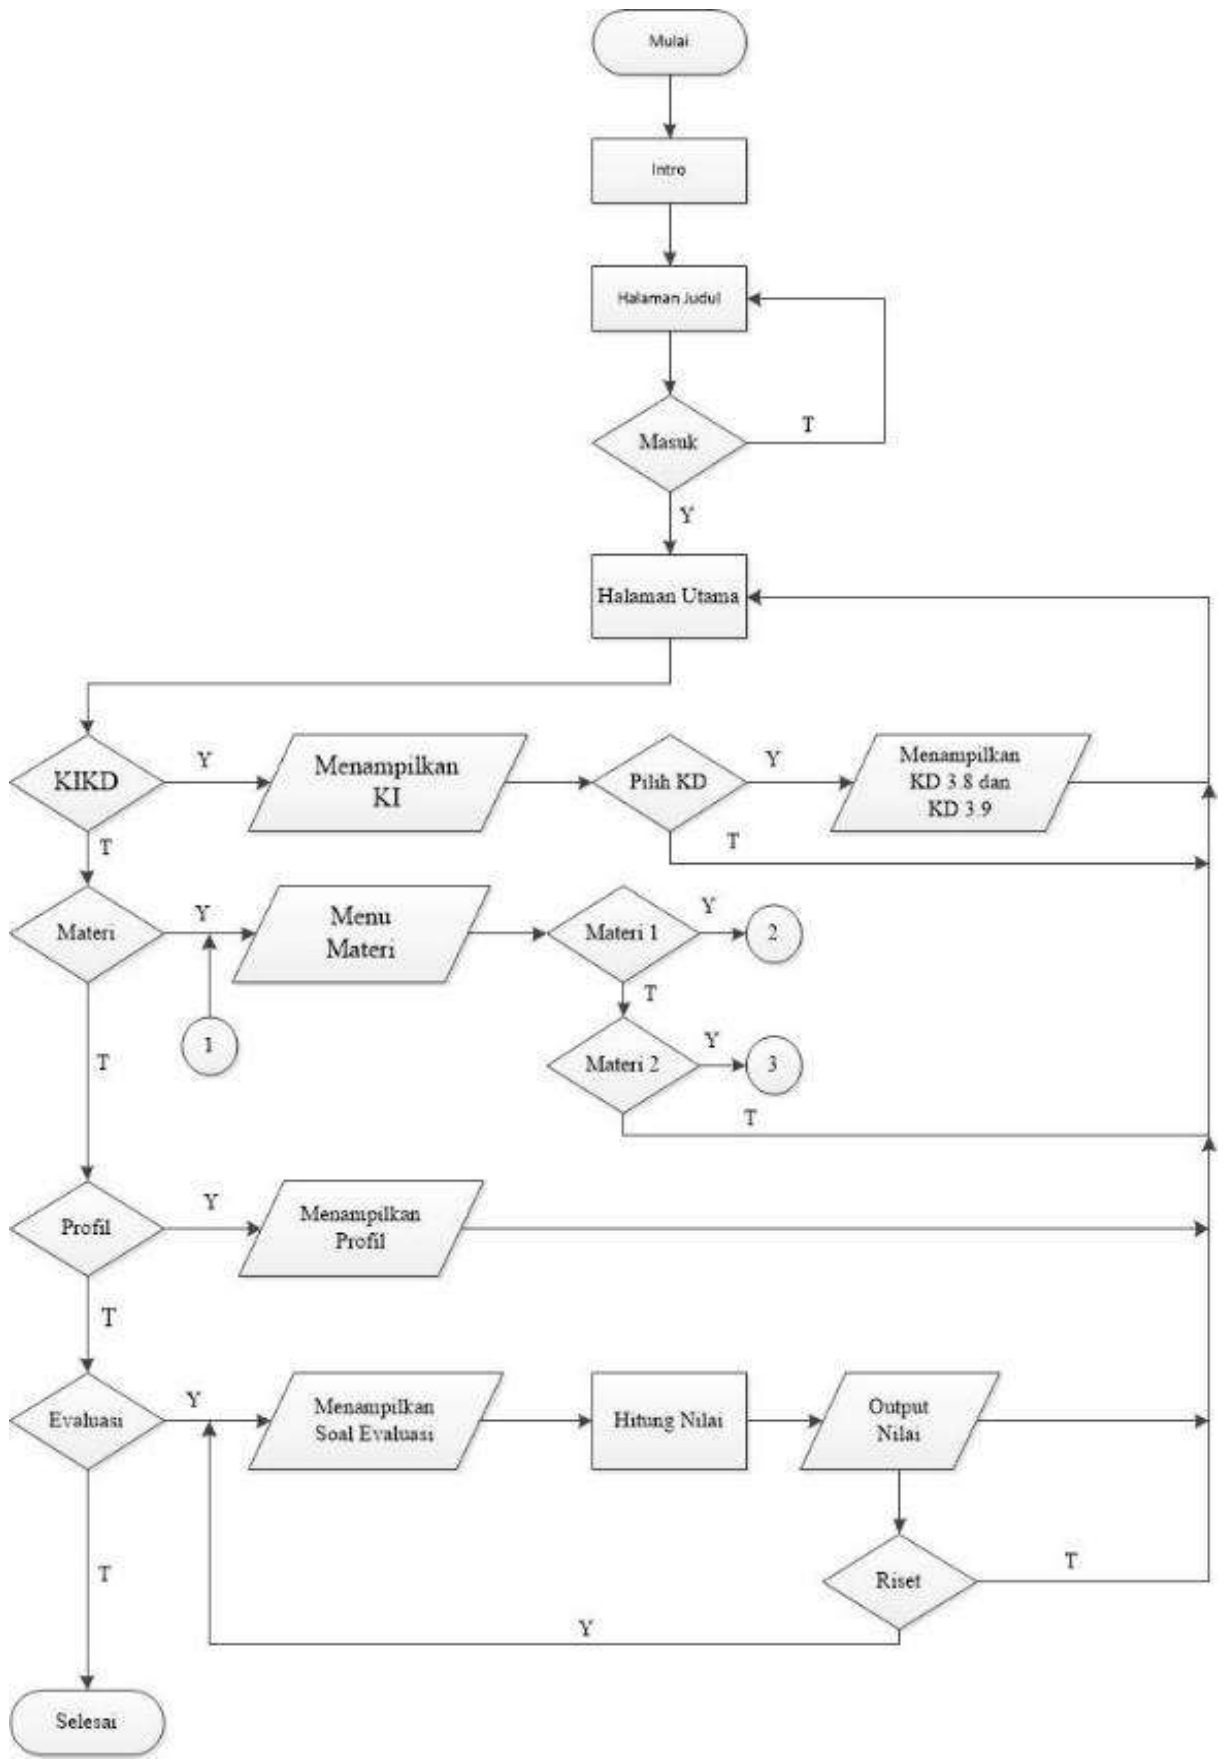 Mulai
Intro
Halaman Judul
Masuk
T
Y
Halaman Utama
KIKD
Y
Menampilkan
KI
Pilih KD
Y
Menampilkan
KD 3.8 dan
KD 3.9
T
T
Materi
Y
Menu
Materi
Materi 1
Y
2
T
1
T
Materi 2
Y
3
T
Profil
Y
Menampilkan
Profil
T
Evaluasi
Y
Menampilkan
Soal Evaluasi
Hitung Nilai
Output
Nilai
T
Riset
T
Y
Selesai